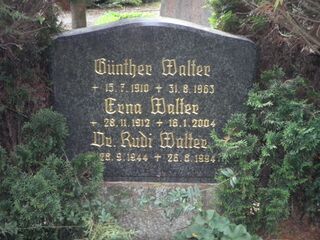 Günther Walter
+ 15. 7. 1910 + 31. 8. 1963
Erna Walter
+ 28. 11. 1912 + 16. 1. 2004
Dr. Rudi Walter
28. 9. 1944 + 26. 8. 1994